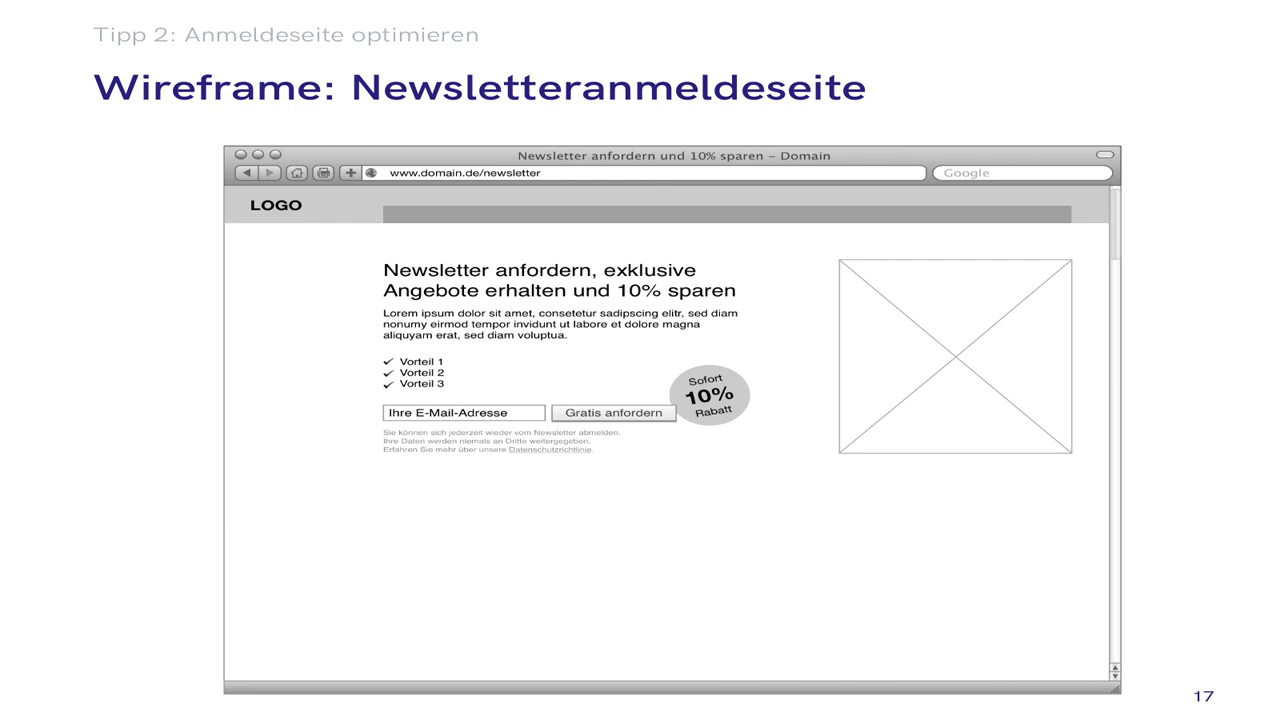 Tipp 2: Anmeldeseite optimieren
Wireframe: Newsletteranmeldeseite
Newsletter anfordern und 10% sparen – Domain
www.domain.de/newsletter
Google
LOGO
Newsletter anfordern, exklusive
Angebote erhalten und 10% sparen
Lorem ipsum dolor sit amet, consetetur sadipscing elitr, sed diam
nonumy eirmod tempor invidunt ut labore et dolore magna
aliquyam erat, sed diam voluptua.
Vorteil 1
Vorteil 2
Vorteil 3
Sofort
10%
Rabatt
Ihre E-Mail-Adresse
Gratis anfordern
Sie können sich jederzeit wieder vom Newsletter abmelden.
Ihre Daten werden niemals an Dritte weitergegeben.
Erfahren Sie mehr über unsere Datenschutzrichtlinie.
17